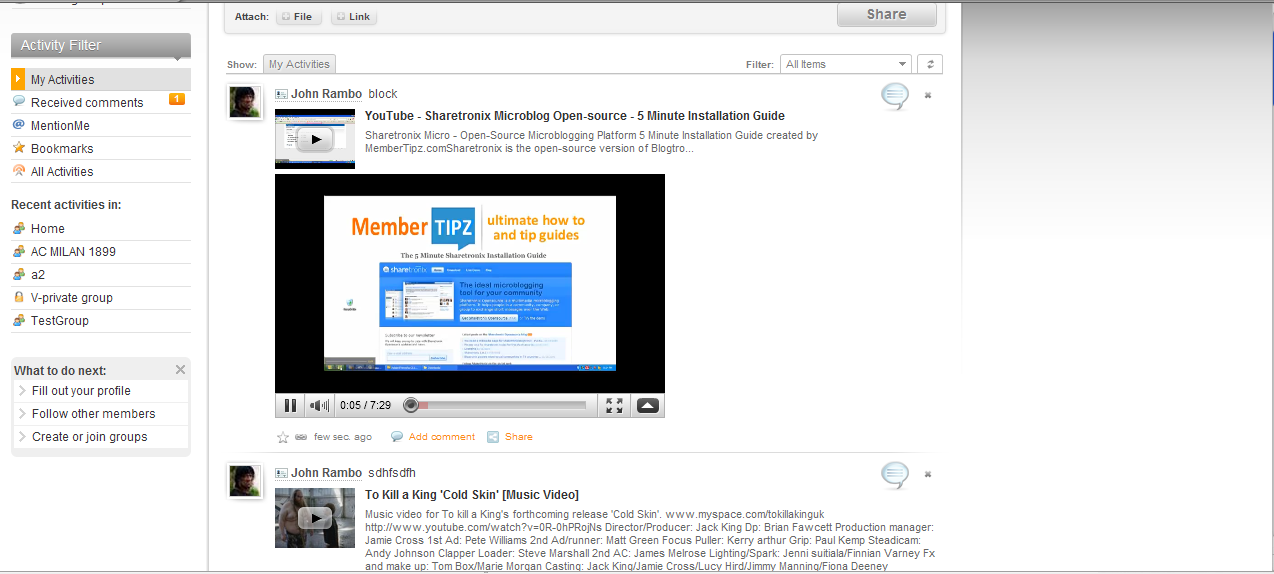 Attach: File Link Share
Activity Filter
Show: My Activities Filter: All Items
My Activities
Received comments 1
MentionMe
Bookmarks
All Activities
Recent activities in:
Home
AC MILAN 1899
a2
V-private group
TestGroup
What to do next:
Fill out your profile
Follow other members
Create or join groups
John Rambo block
YouTube - Sharetronix Microblog Open-source - 5 Minute Installation Guide
Sharetronix Micro - Open-Source Microblogging Platform 5 Minute Installation Guide created by
MemberTipz.comSharetronix is the open-source version of Blogtro...
Member TIPZ ultimate how to
and tip guides
The 5 Minute Sharetronix Installation Guide
sharetronix
The ideal microblogging
tool for your community
0:05 / 7:29
few sec. ago Add comment Share
John Rambo sdhfsdfh
To Kill a King 'Cold Skin' [Music Video]
Music video for To kill a King's forthcoming release 'Cold Skin'. www.myspace.com/tokillakinguk
http://www.youtube.com/watch?v=0R-0hPRojNs Director/Producer: Jack King Dp: Brian Fawcett Production manager:
Jamie Cross 1st Ad: Pete Williams 2nd Ad/runner: Matt Green Focus Puller: Kerry arthur Grip: Paul Kemp Steadicam:
Andy Johnson Clapper Loader: Steve Marshall 2nd AC: James Melrose Lighting/Spark: Jenni suitiala/Finnian Varney Fx
and make up: Tom Box/Marie Morgan Casting: Jack King/Jamie Cross/Lucy Hird/Jimmy Manning/Fiona Deeney